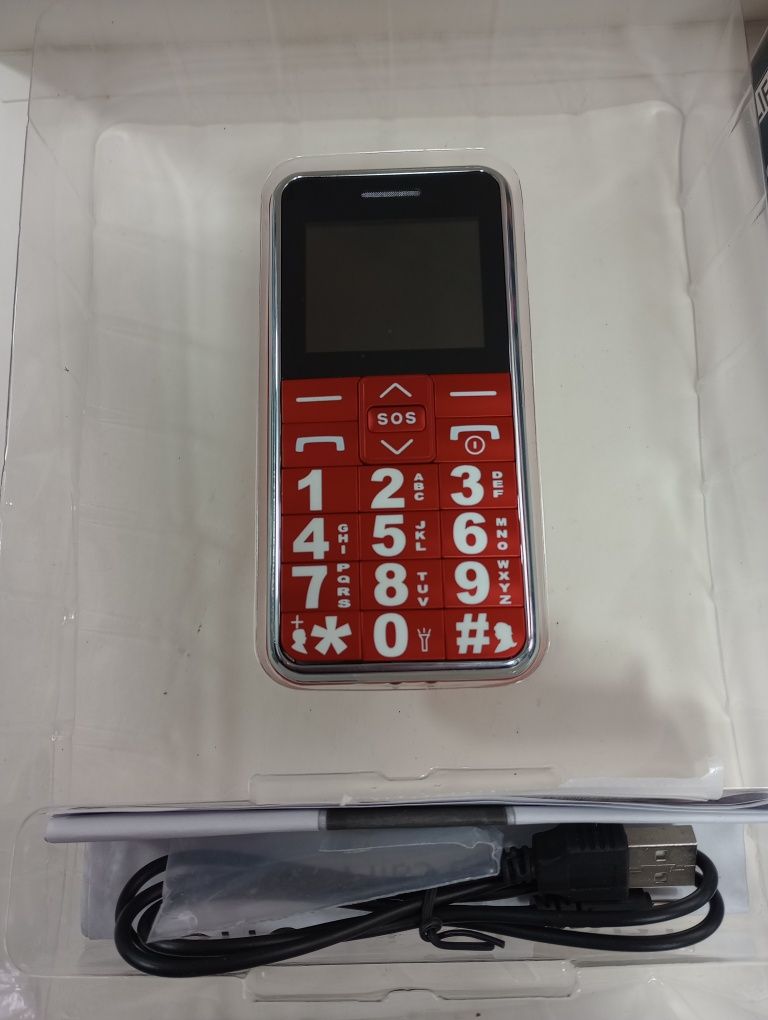 SOS
1 2 ABC 3 DEF
4 GHI 5 JKL 6 MNO
7 PQRS 8 TUV 9 WXYZ
+ * 0 #